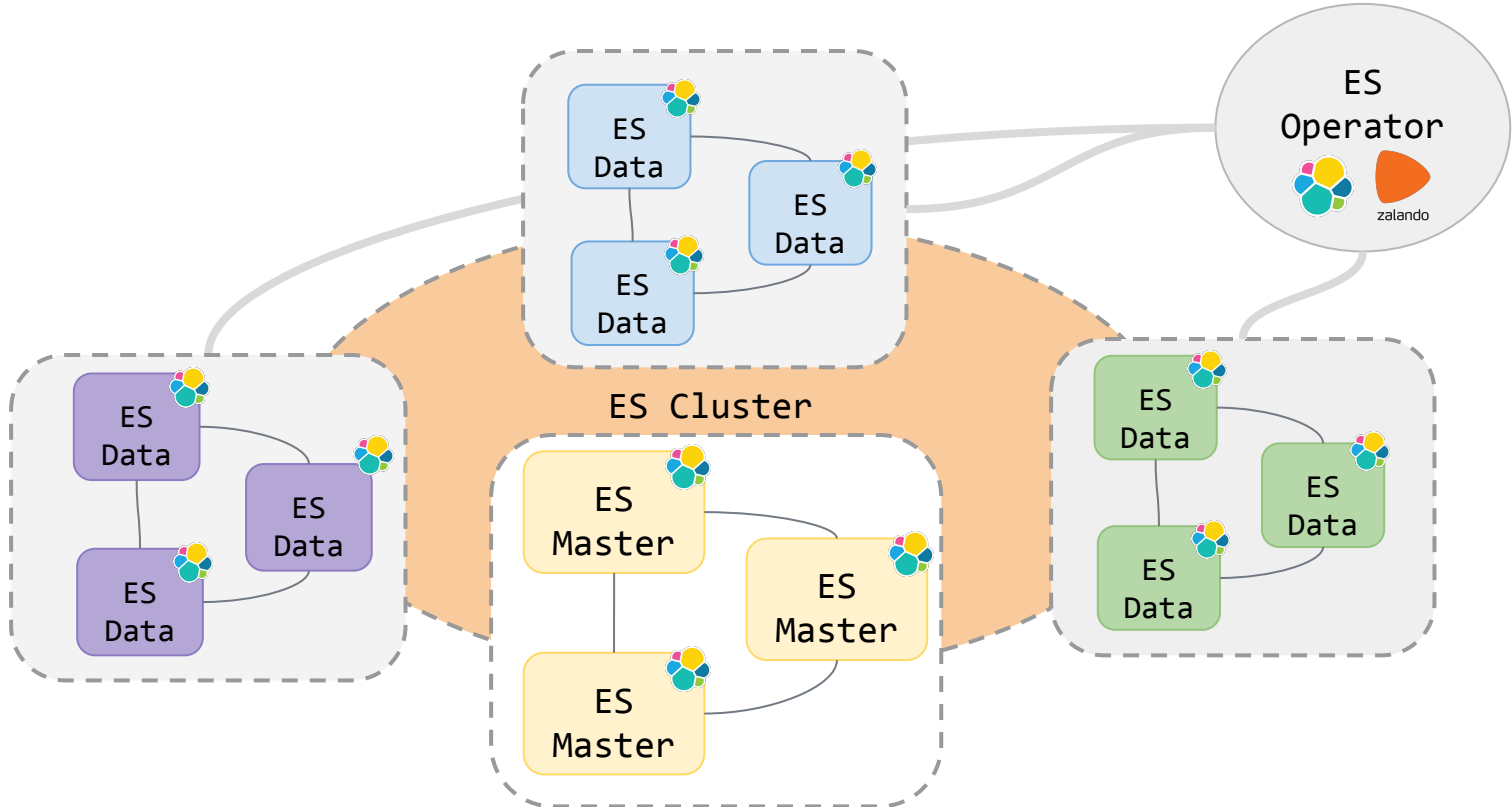 ES
Data
ES
Data
ES
Data
ES
Operator
zalando
ES Cluster
ES
Data
ES
Data
ES
Data
ES
Master
ES
Master
ES
Master
ES
Data
ES
Data
ES
Data